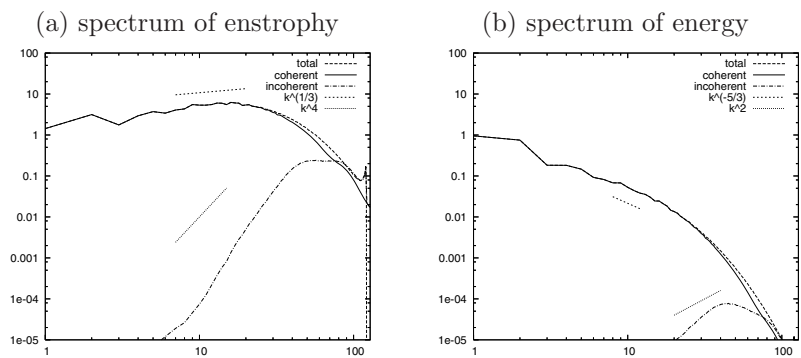 (a) spectrum of enstrophy
100
10
1
0.1
0.01
0.001
1e-04
1e-05
1
10
100
total
coherent
incoherent
k^(1/3)
k^4
(b) spectrum of energy
100
10
1
0.1
0.01
0.001
1e-04
1e-05
1
10
100
total
coherent
incoherent
k^(-5/3)
k^2